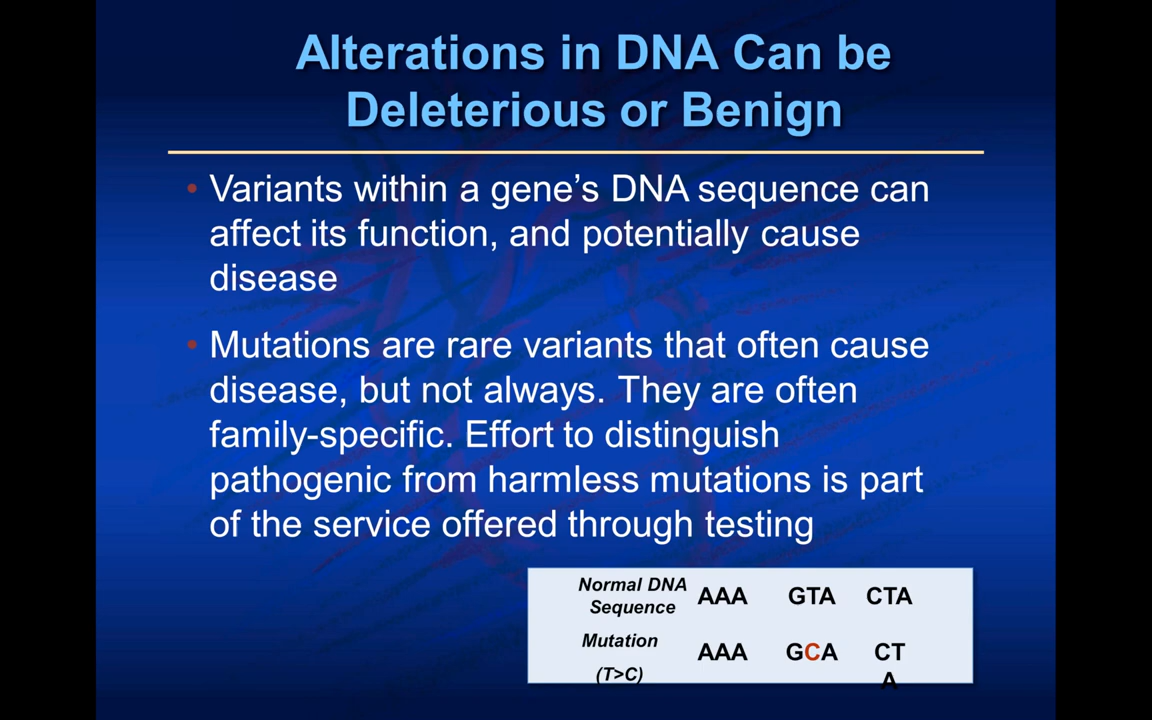 Alterations in DNA Can be
Deleterious or Benign
• Variants within a gene’s DNA sequence can
affect its function, and potentially cause
disease
• Mutations are rare variants that often cause
disease, but not always. They are often
family-specific. Effort to distinguish
pathogenic from harmless mutations is part
of the service offered through testing
Normal DNA
Sequence AAA GTA CTA
Mutation
(T>C) AAA GCA CT
A